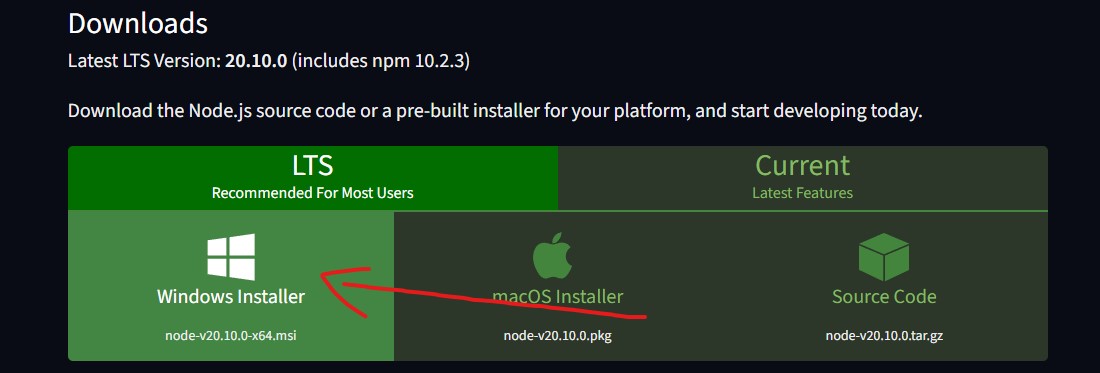 Downloads
Latest LTS Version: 20.10.0 (includes npm 10.2.3)
Download the Node.js source code or a pre-built installer for your platform, and start developing today.
LTS
Recommended For Most Users
Current
Latest Features
Windows Installer
node-v20.10.0-x64.msi
macOS Installer
node-v20.10.0.pkg
Source Code
node-v20.10.0.tar.gz